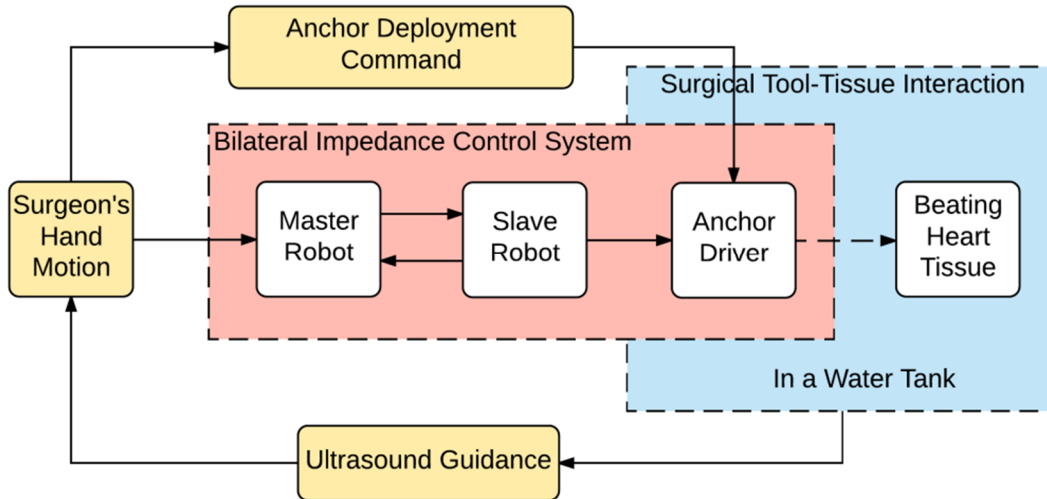 Anchor Deployment
Command
Surgical Tool-Tissue Interaction
Bilateral Impedance Control System
Surgeon's
Hand
Motion
Master
Robot
Slave
Robot
Anchor
Driver
Beating
Heart
Tissue
In a Water Tank
Ultrasound Guidance